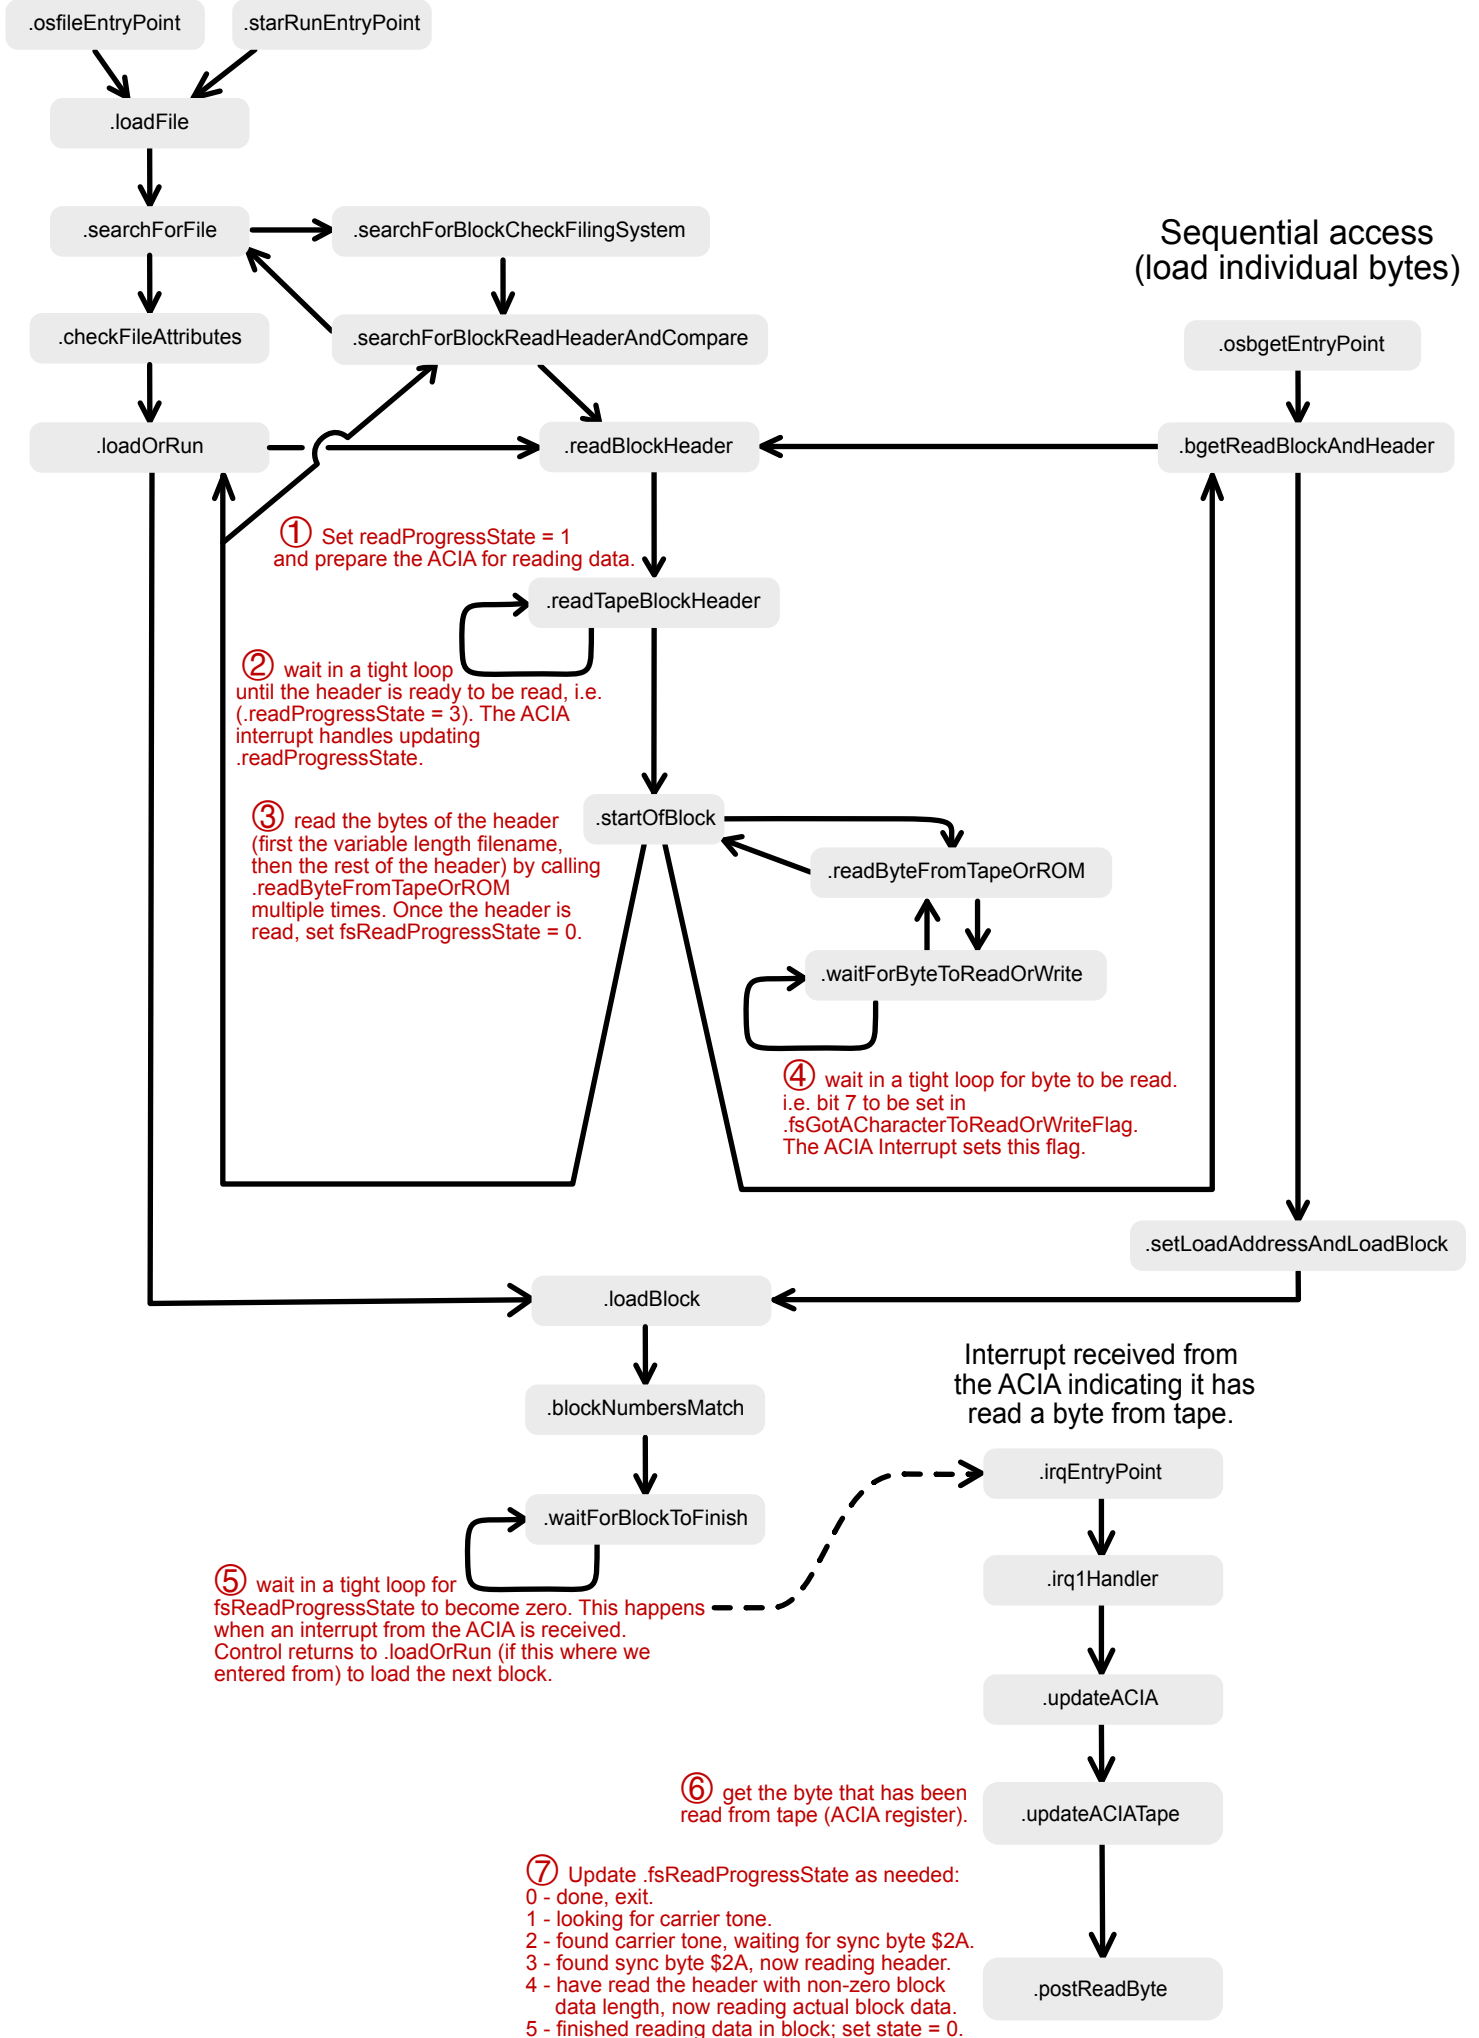 .osfileEntryPoint
.starRunEntryPoint
.loadFile
.searchForFile
.searchForBlockCheckFilingSystem
Sequential access
(load individual bytes)
.checkFileAttributes
.searchForBlockReadHeaderAndCompare
.osbgetEntryPoint
.loadOrRun
.readBlockHeader
.bgetReadBlockAndHeader
① Set readProgressState = 1
and prepare the ACIA for reading data.
.readTapeBlockHeader
② wait in a tight loop
until the header is ready to be read, i.e.
(.readProgressState = 3). The ACIA
interrupt handles updating
.readProgressState.
③ read the bytes of the header
(first the variable length filename,
then the rest of the header) by calling
.readByteFromTapeOrROM
multiple times. Once the header is
read, set fsReadProgressState = 0.
.startOfBlock
.readByteFromTapeOrROM
.waitForByteToReadOrWrite
④ wait in a tight loop for byte to be read.
i.e. bit 7 to be set in
.fsGotACharacterToReadOrWriteFlag.
The ACIA Interrupt sets this flag.
.setLoadAddressAndLoadBlock
.loadBlock
.blockNumbersMatch
Interrupt received from
the ACIA indicating it has
read a byte from tape.
.irqEntryPoint
.waitForBlockToFinish
⑤ wait in a tight loop for
fsReadProgressState to become zero. This happens
when an interrupt from the ACIA is received.
Control returns to .loadOrRun (if this where we
entered from) to load the next block.
.irq1Handler
.updateACIA
⑥ get the byte that has been
read from tape (ACIA register).
.updateACIATape
⑦ Update .fsReadProgressState as needed:
0 - done, exit.
1 - looking for carrier tone.
2 - found carrier tone, waiting for sync byte $2A.
3 - found sync byte $2A, now reading header.
4 - have read the header with non-zero block
data length, now reading actual block data.
5 - finished reading data in block; set state = 0.
.postReadByte